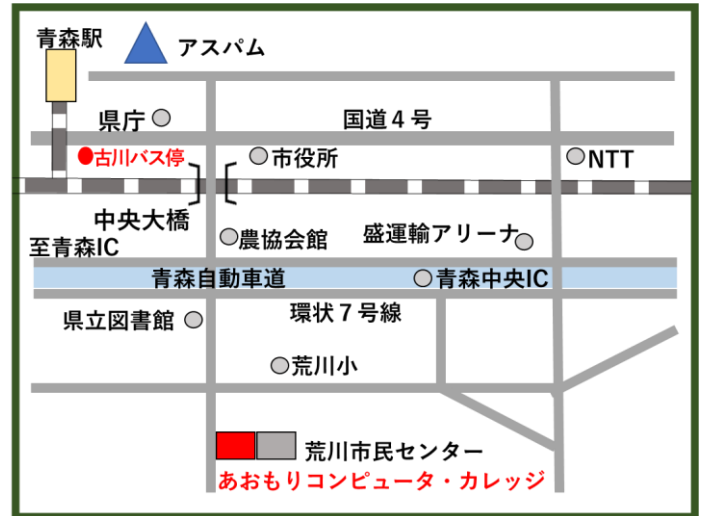 青森駅
アスパム
県庁
国道４号
古川バス停
市役所
NTT
中央大橋
農協会館
盛運輸アリーナ
至青森IC
青森自動車道
青森中央IC
県立図書館
環状７号線
荒川小
荒川市民センター
あおもりコンピュータ・カレッジ